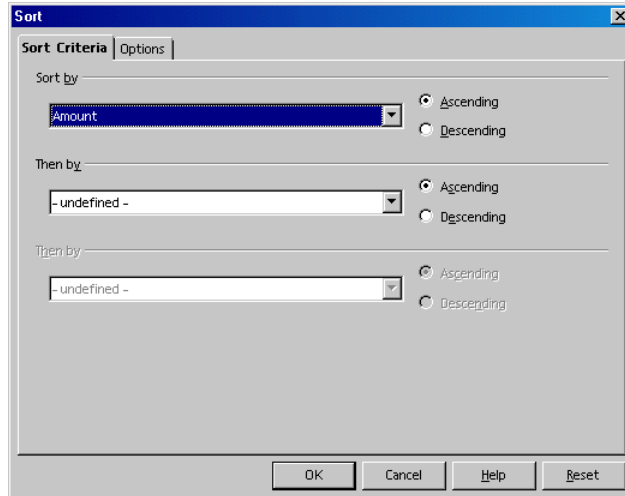 Sort
Sort Criteria Options
Sort by
Amount
Ascending
Descending
Then by
- undefined -
Ascending
Descending
Then by
- undefined -
Ascending
Descending
OK Cancel Help Reset